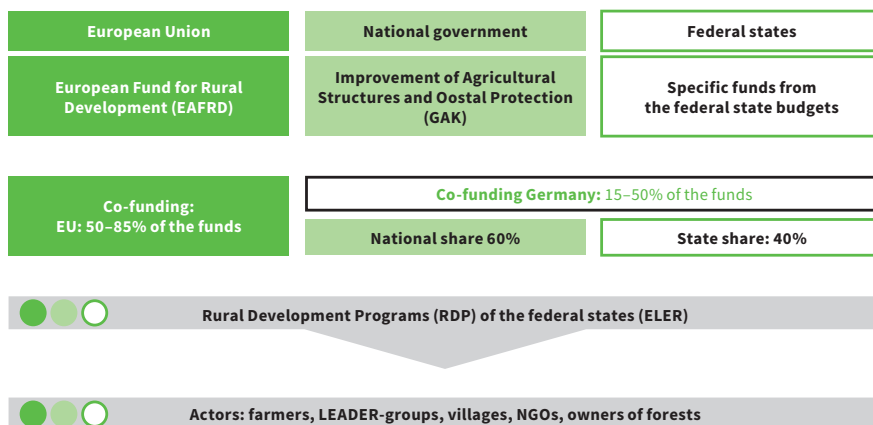 European Union
National government
Federal states
European Fund for Rural
Development (EAFRD)
Improvement of Agricultural
Structures and Oostal Protection
(GAK)
Specific funds from
the federal state budgets
Co-funding:
EU: 50–85% of the funds
Co-funding Germany: 15–50% of the funds
National share 60%
State share: 40%
Rural Development Programs (RDP) of the federal states (ELER)
Actors: farmers, LEADER-groups, villages, NGOs, owners of forests